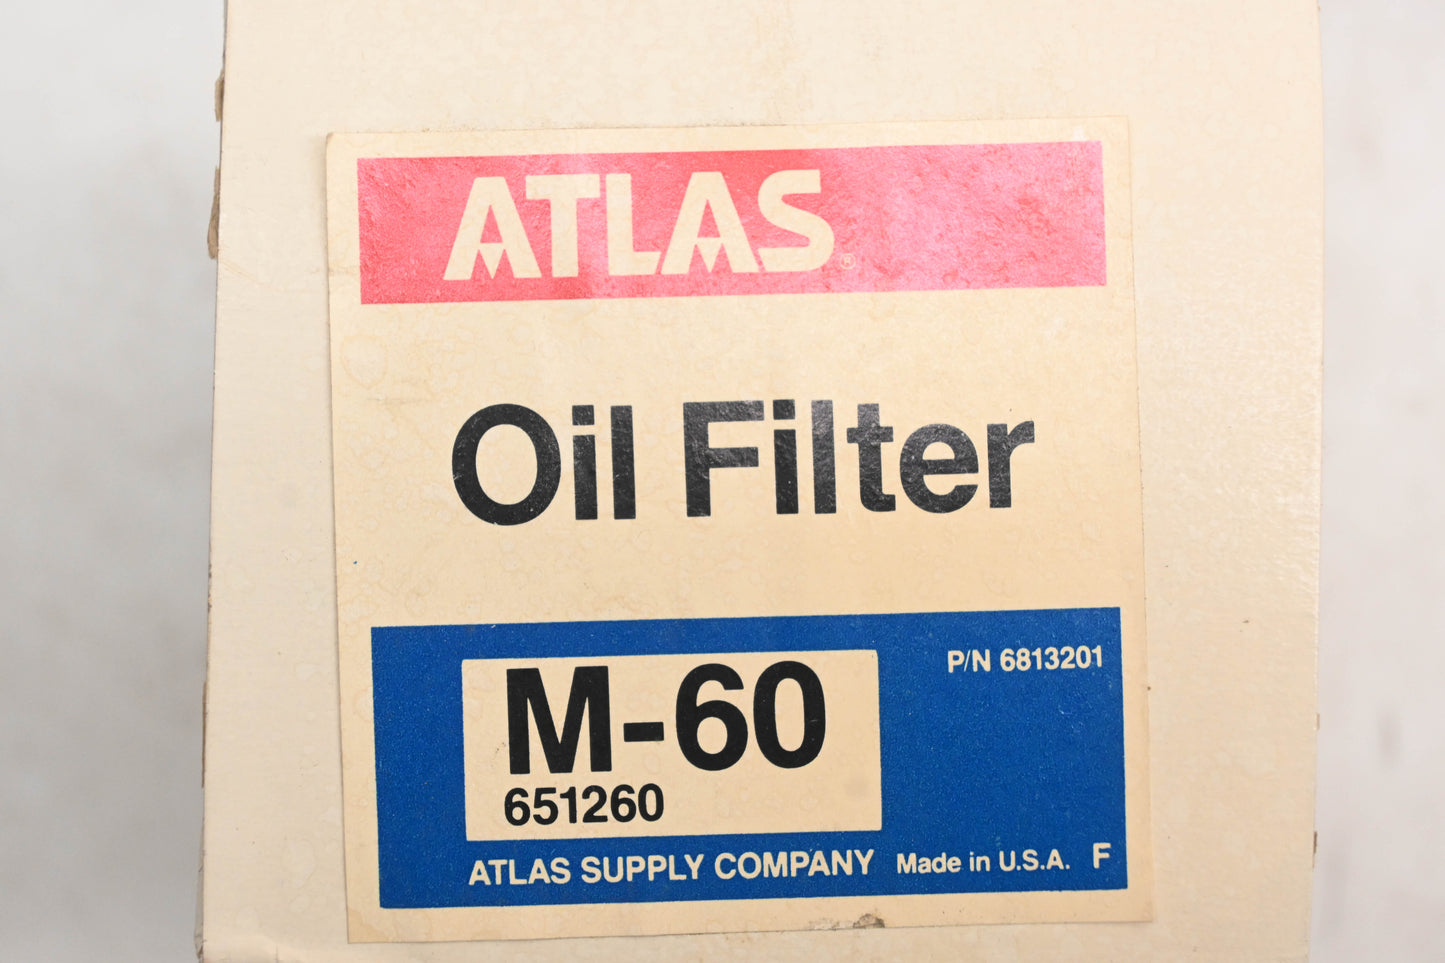 ATLAS®
Oil Filter
P/N 6813201
M-60
651260
ATLAS SUPPLY COMPANY Made in U.S.A. F